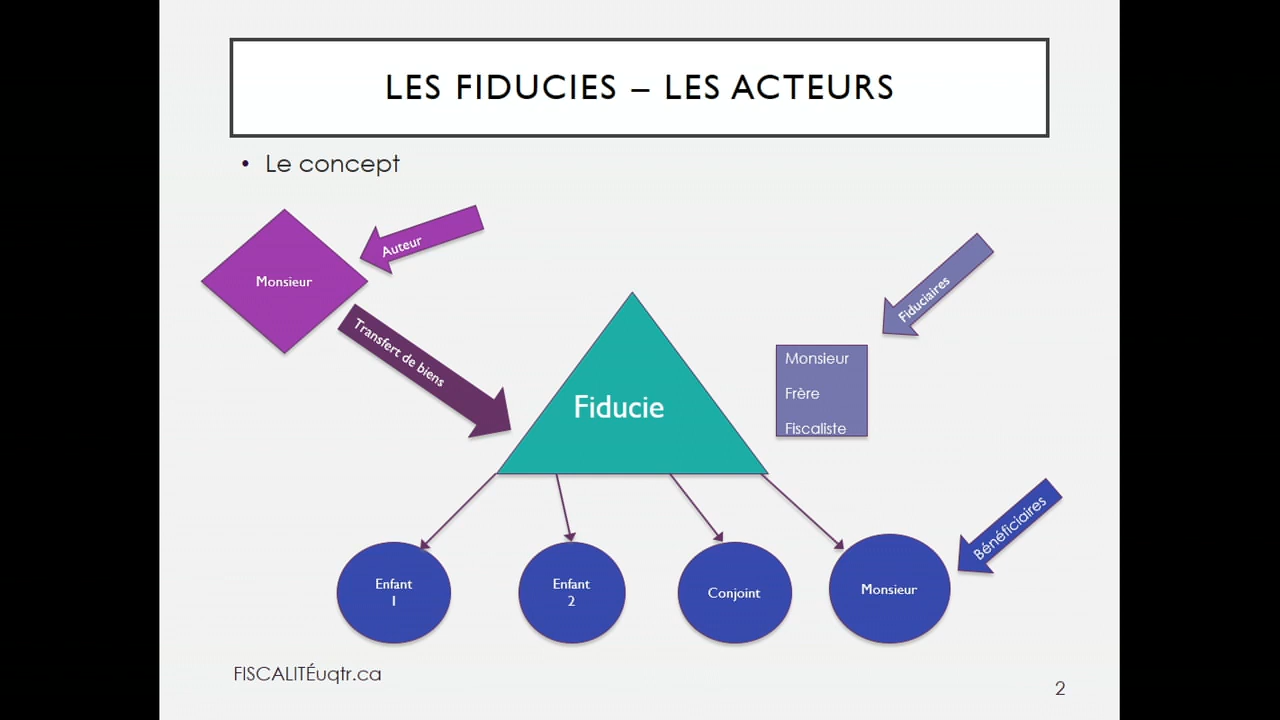 LES FIDUCIES – LES ACTEURS
• Le concept
Auteur
Monsieur
Transfert de biens
Fiduciaires
Monsieur
Frère
Fiscaliste
Fiducie
Bénéficiaires
Enfant
1
Enfant
2
Conjoint
Monsieur
FISCALITÉuqtr.ca
2